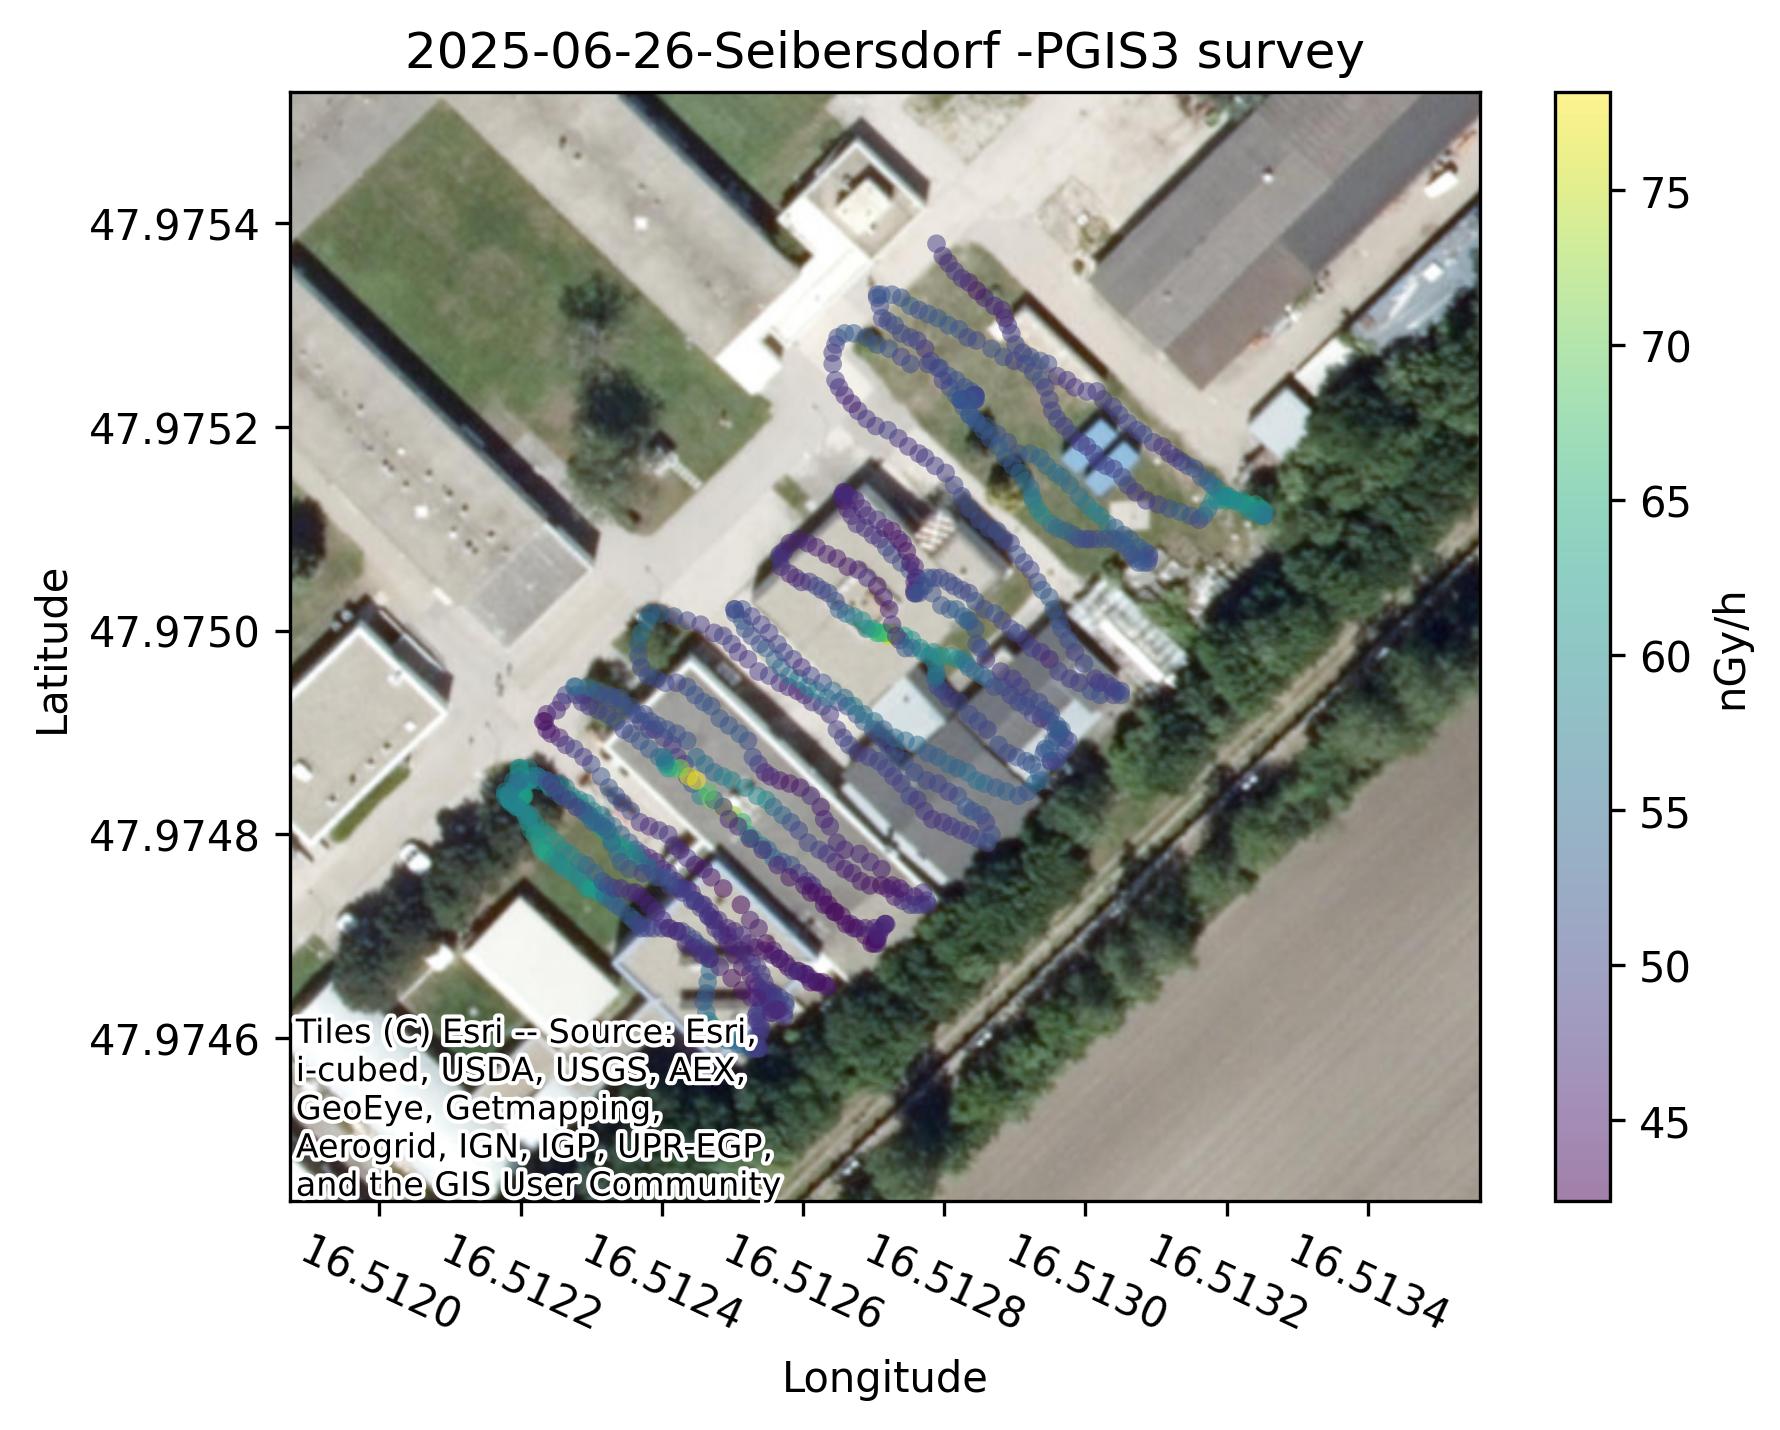 2025-06-26-Seibersdorf -PGIS3 survey
47.9754
47.9752
47.9750
47.9748
47.9746
Latitude
Tiles (C) Esri -- Source: Esri,
i-cubed, USDA, USGS, AEX,
GeoEye, Getmapping,
Aerogrid, IGN, IGP, UPR-EGP,
and the GIS User Community
16.5120
16.5122
16.5124
16.5126
16.5128
16.5130
16.5132
16.5134
Longitude
75
70
65
60
55
50
45
nGy/h